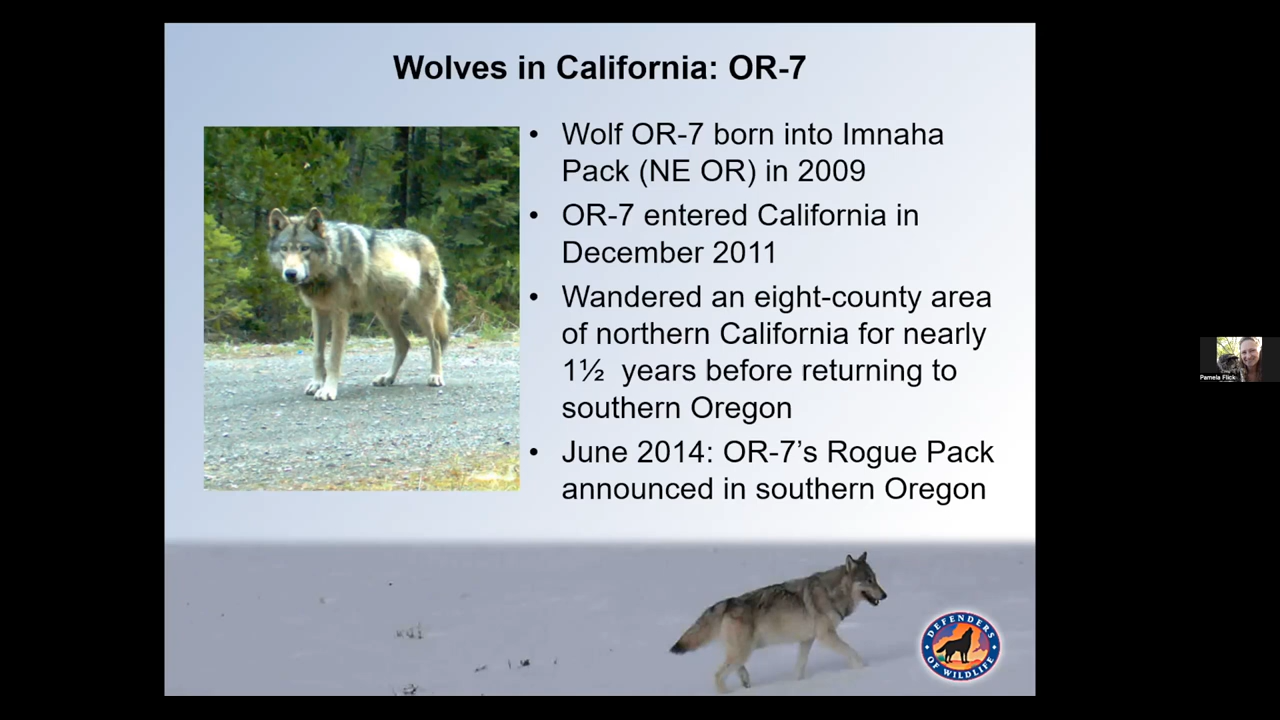 Wolves in California: OR-7
• Wolf OR-7 born into Imnaha
Pack (NE OR) in 2009
• OR-7 entered California in
December 2011
• Wandered an eight-county area
of northern California for nearly
1½  years before returning to
southern Oregon
• June 2014: OR-7’s Rogue Pack
announced in southern Oregon
DEFENDERS
OF WILDLIFE
Pamela Flick